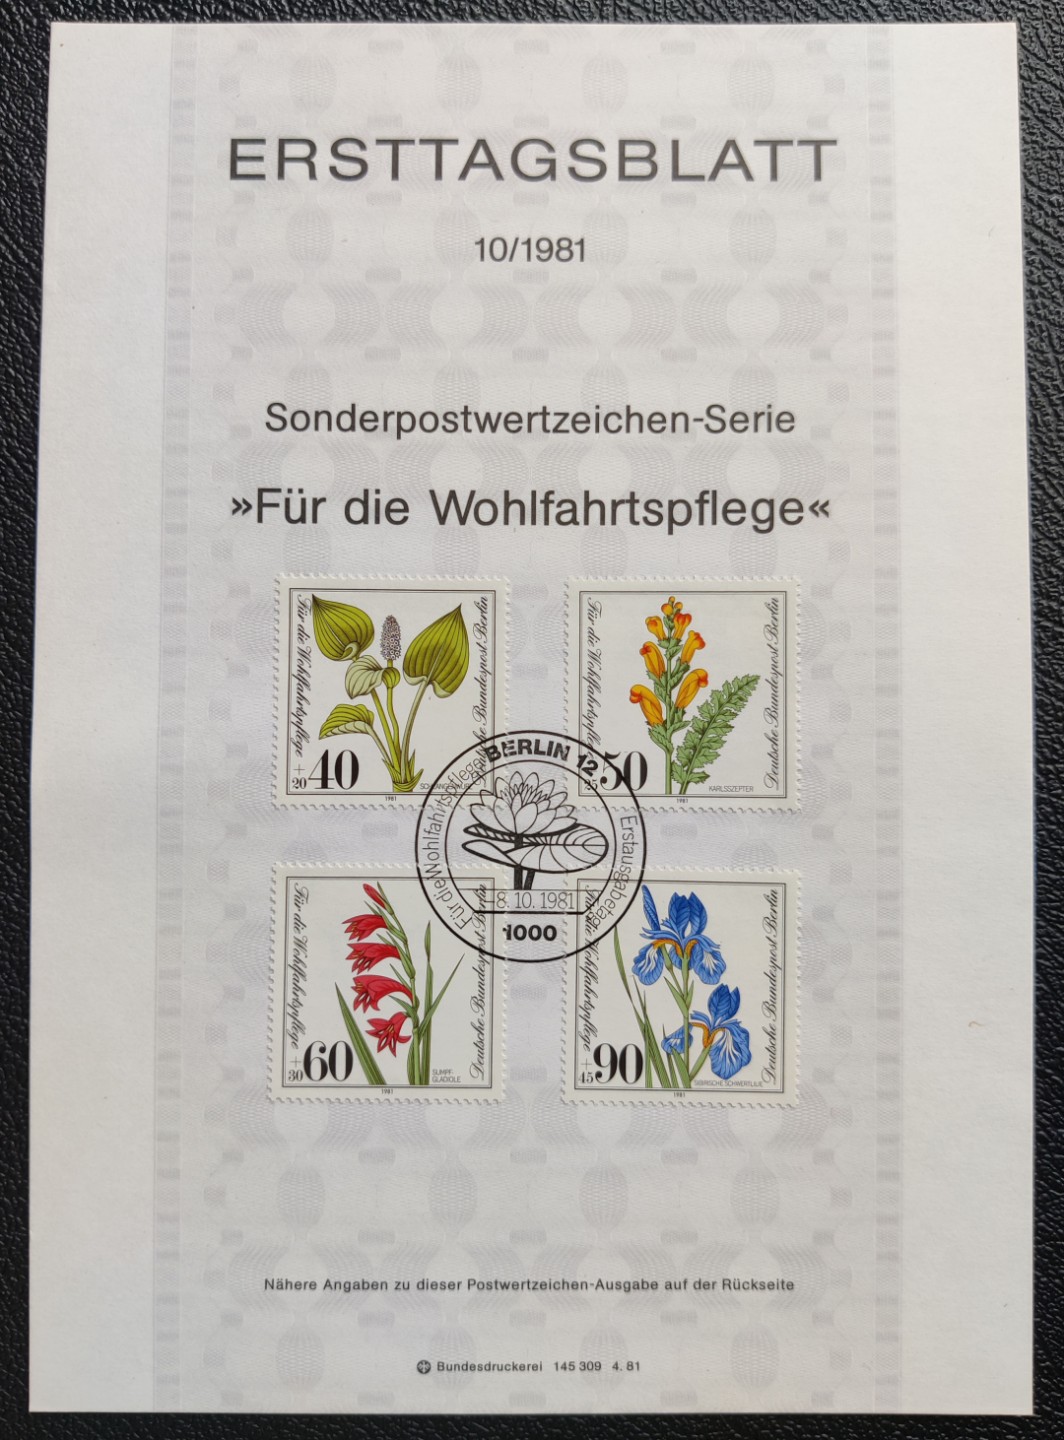 ERSTTAGSBLATT
10/1981
Sonderpostwertzeichen-Serie
»Für die Wohlfahrtspflege«
Für die Wohlfahrtspflege
Deutsche Bundespost Berlin
+
20
40
1981
Für die Wohlfahrtspflege
Deutsche Bundespost Berlin
50
KARLSZEPTER
1981
BERLIN 12
Für die Wohlfahrtspflege
Erstausgabetag
-8.10.1981
1000
Für die Wohlfahrtspflege
Deutsche Bundespost Berlin
+
30
60
SUMPF-
GLADIOLE
1981
Für die Wohlfahrtspflege
Deutsche Bundespost Berlin
+
45
90
SIBIRISCHE SCHWERTLILIE
1981
Nähere Angaben zu dieser Postwertzeichen-Ausgabe auf der Rückseite
Bundesdruckerei 145 309 4. 81